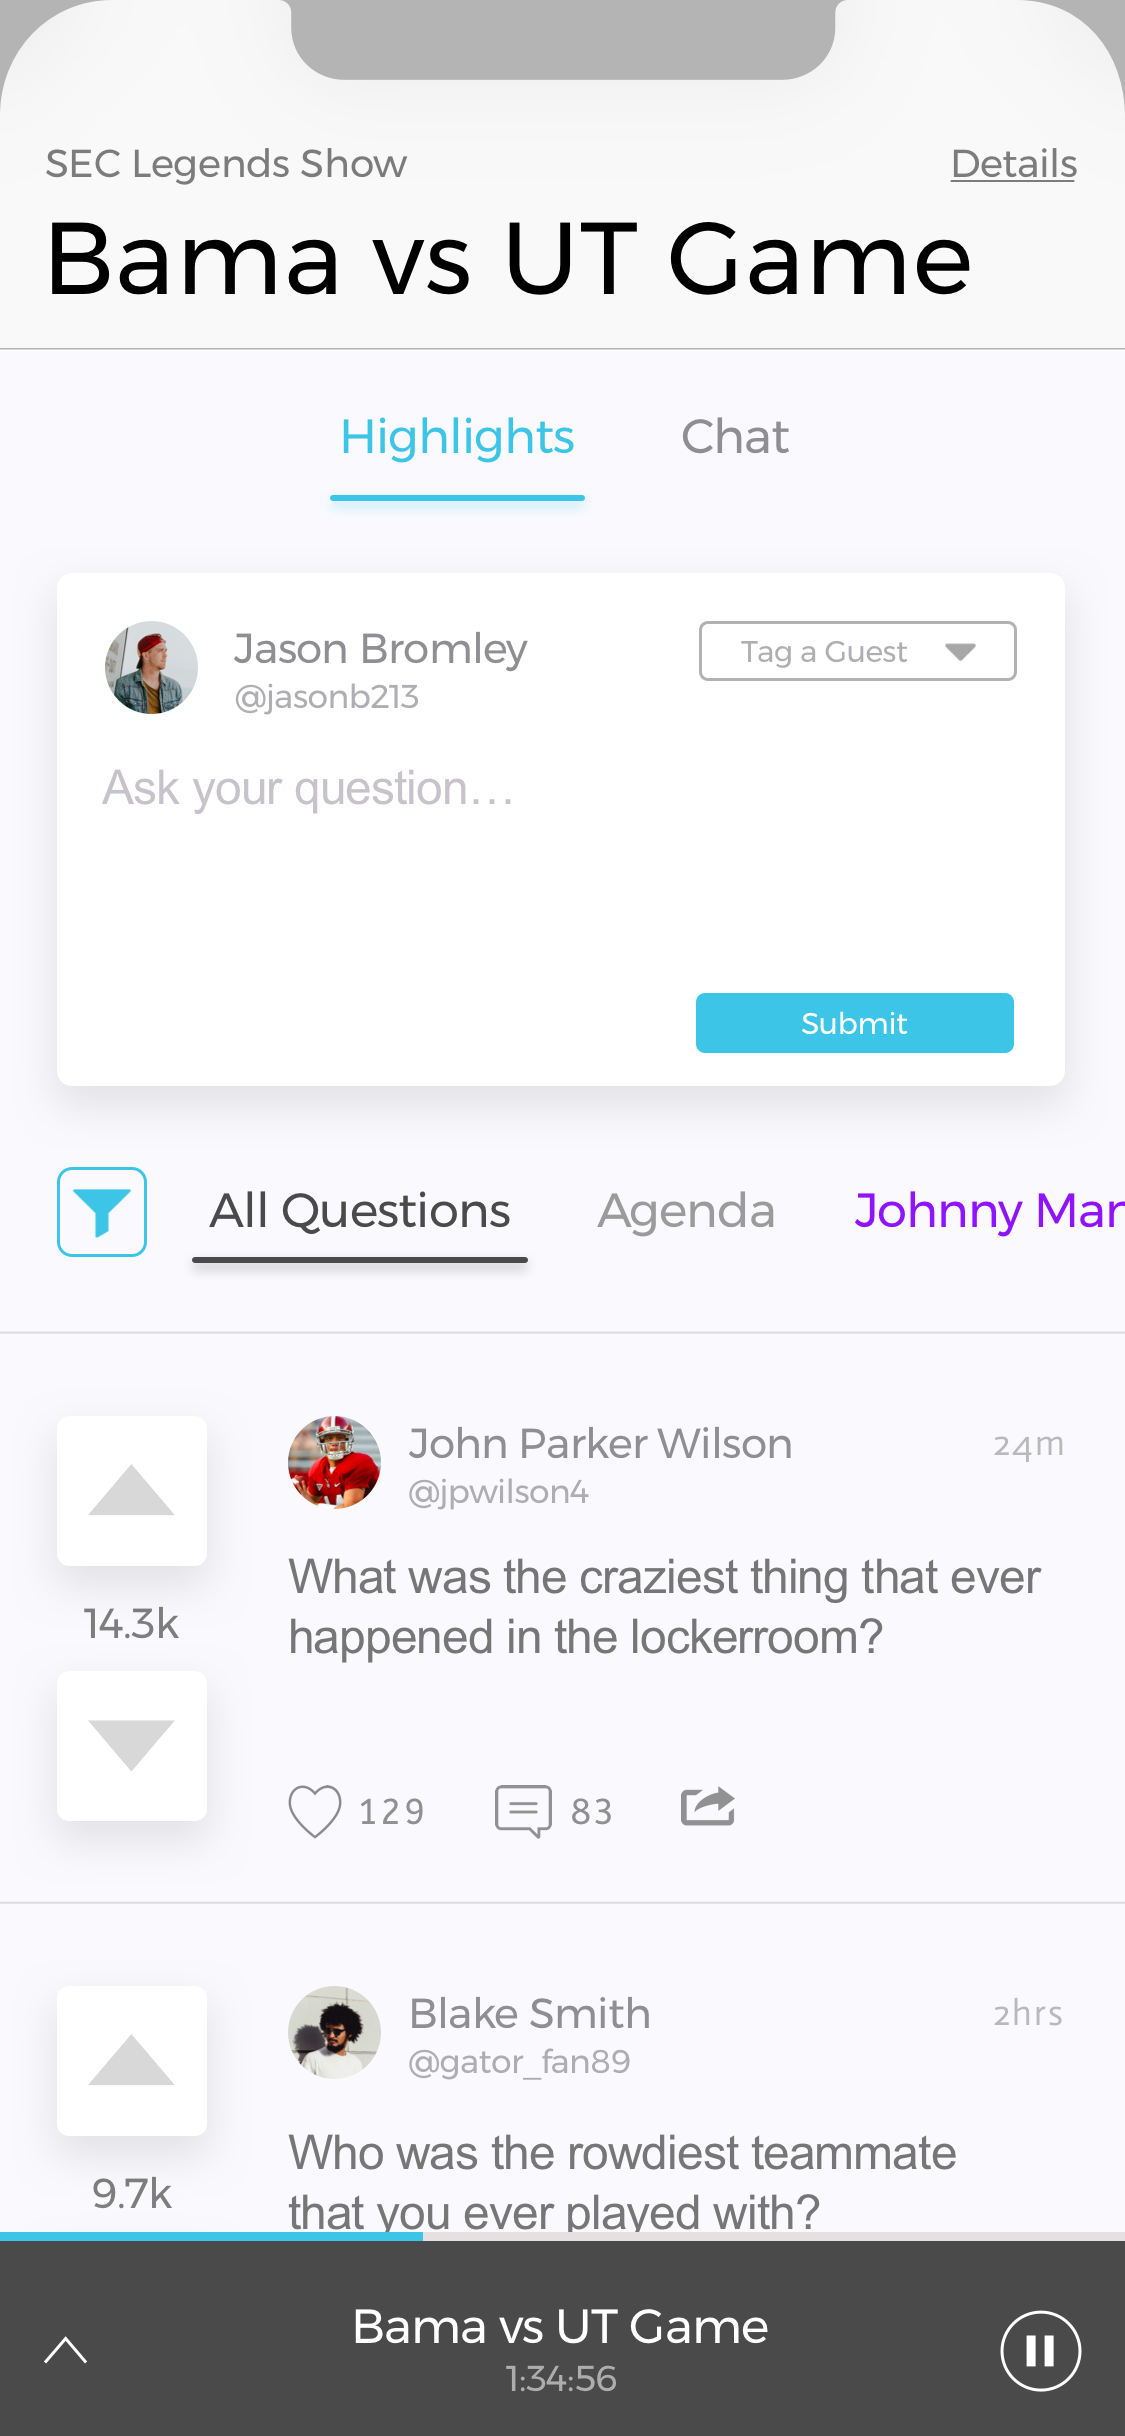 SEC Legends Show
Details
Bama vs UT Game
Highlights
Chat
Jason Bromley
@jasonb213
Tag a Guest
Ask your question...
Submit
All Questions
Agenda
Johnny Man
John Parker Wilson
24m
@jpwilson4
What was the craziest thing that ever
happened in the lockerroom?
14.3k
129
83
Blake Smith
2hrs
@gator_fan89
Who was the rowdiest teammate
that you ever played with?
9.7k
Bama vs UT Game
1:34:56